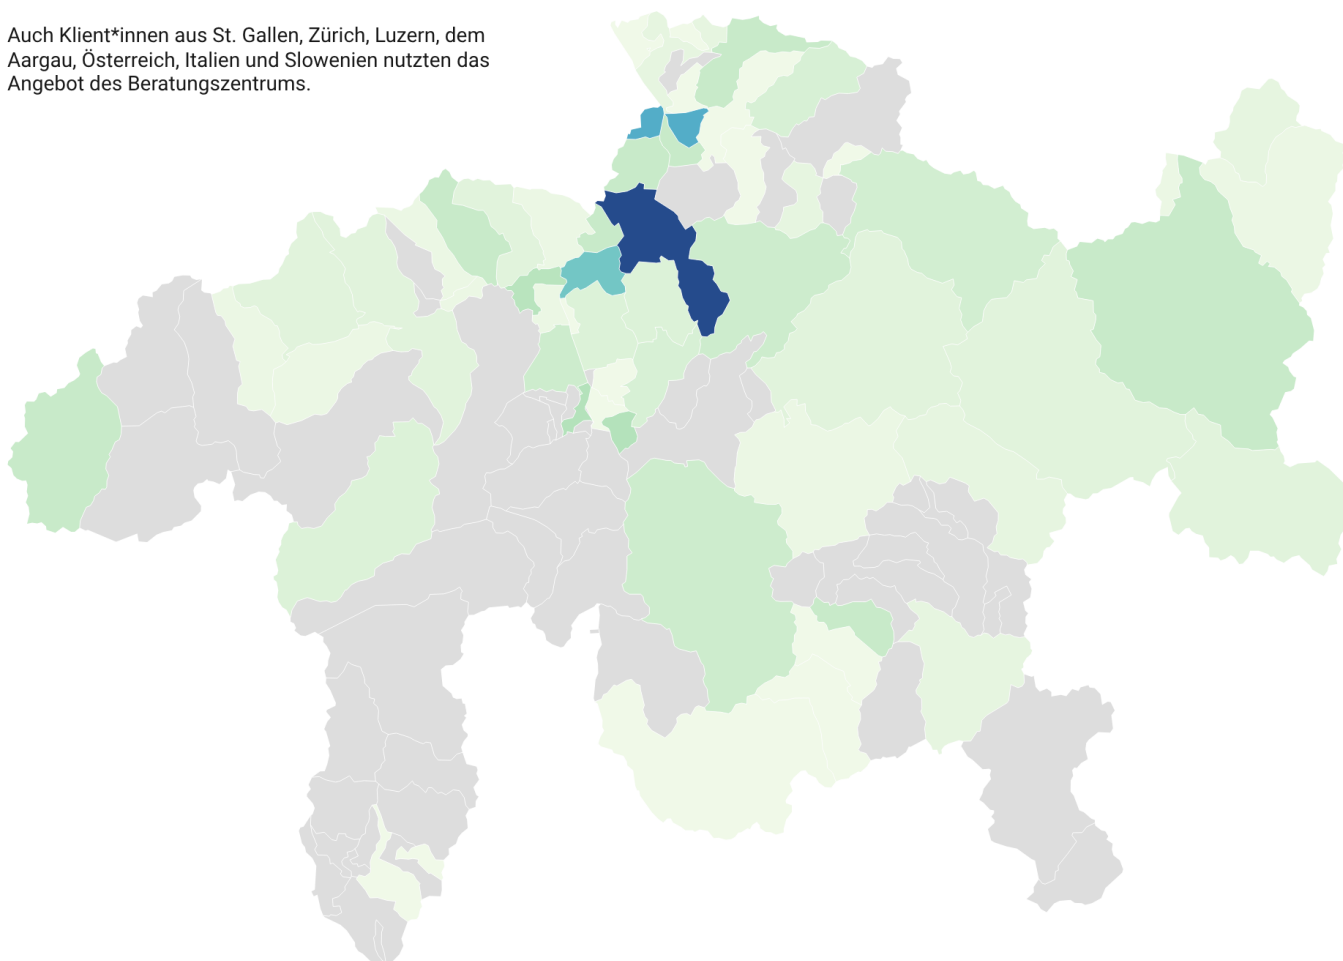 Auch Klient*innen aus St. Gallen, Zürich, Luzern, dem
Aargau, Österreich, Italien und Slowenien nutzten das
Angebot des Beratungszentrums.